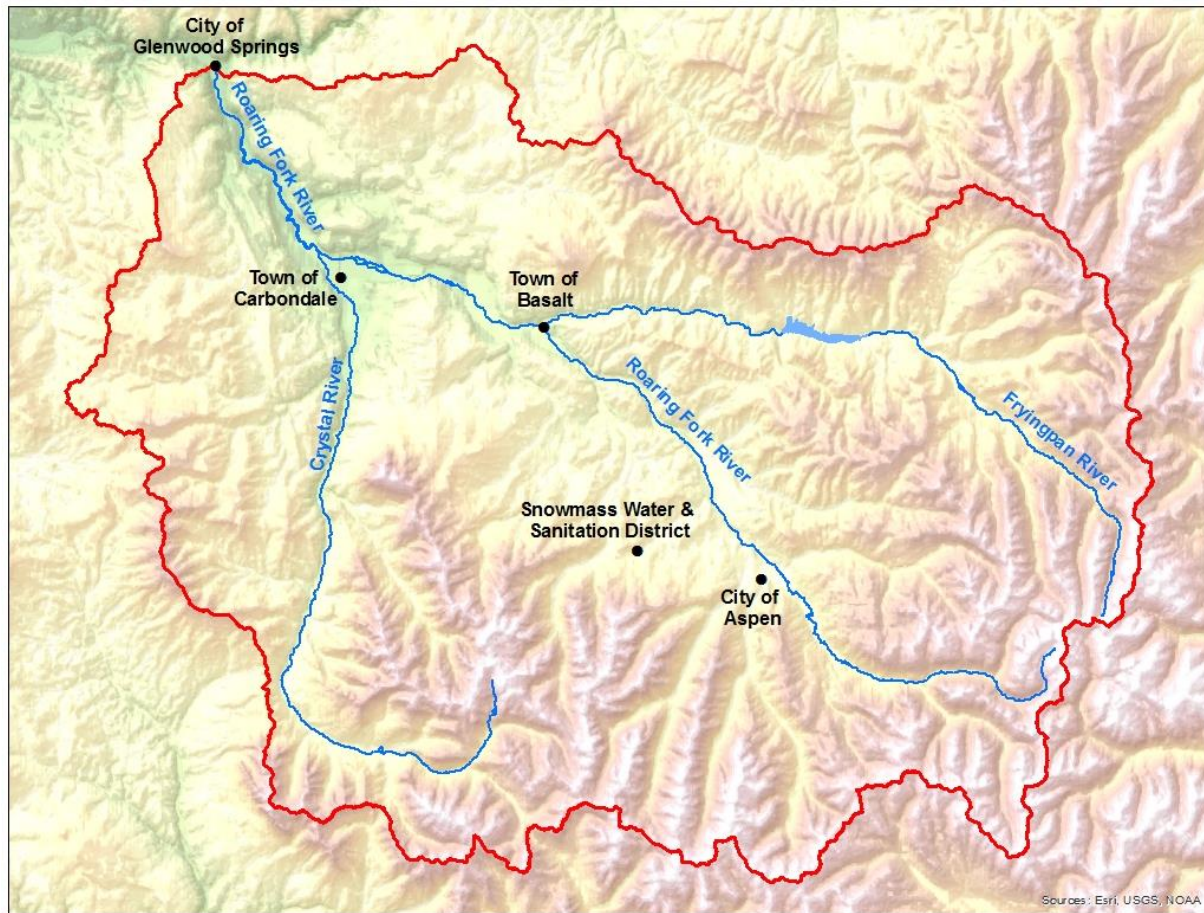 City of
Glenwood Springs
Roaring Fork River
Town of
Carbondale
Town of
Basalt
Crystal River
Roaring Fork River
Fryingpan River
Snowmass Water &
Sanitation District
City of
Aspen
Sources: Esri, USGS, NOAA